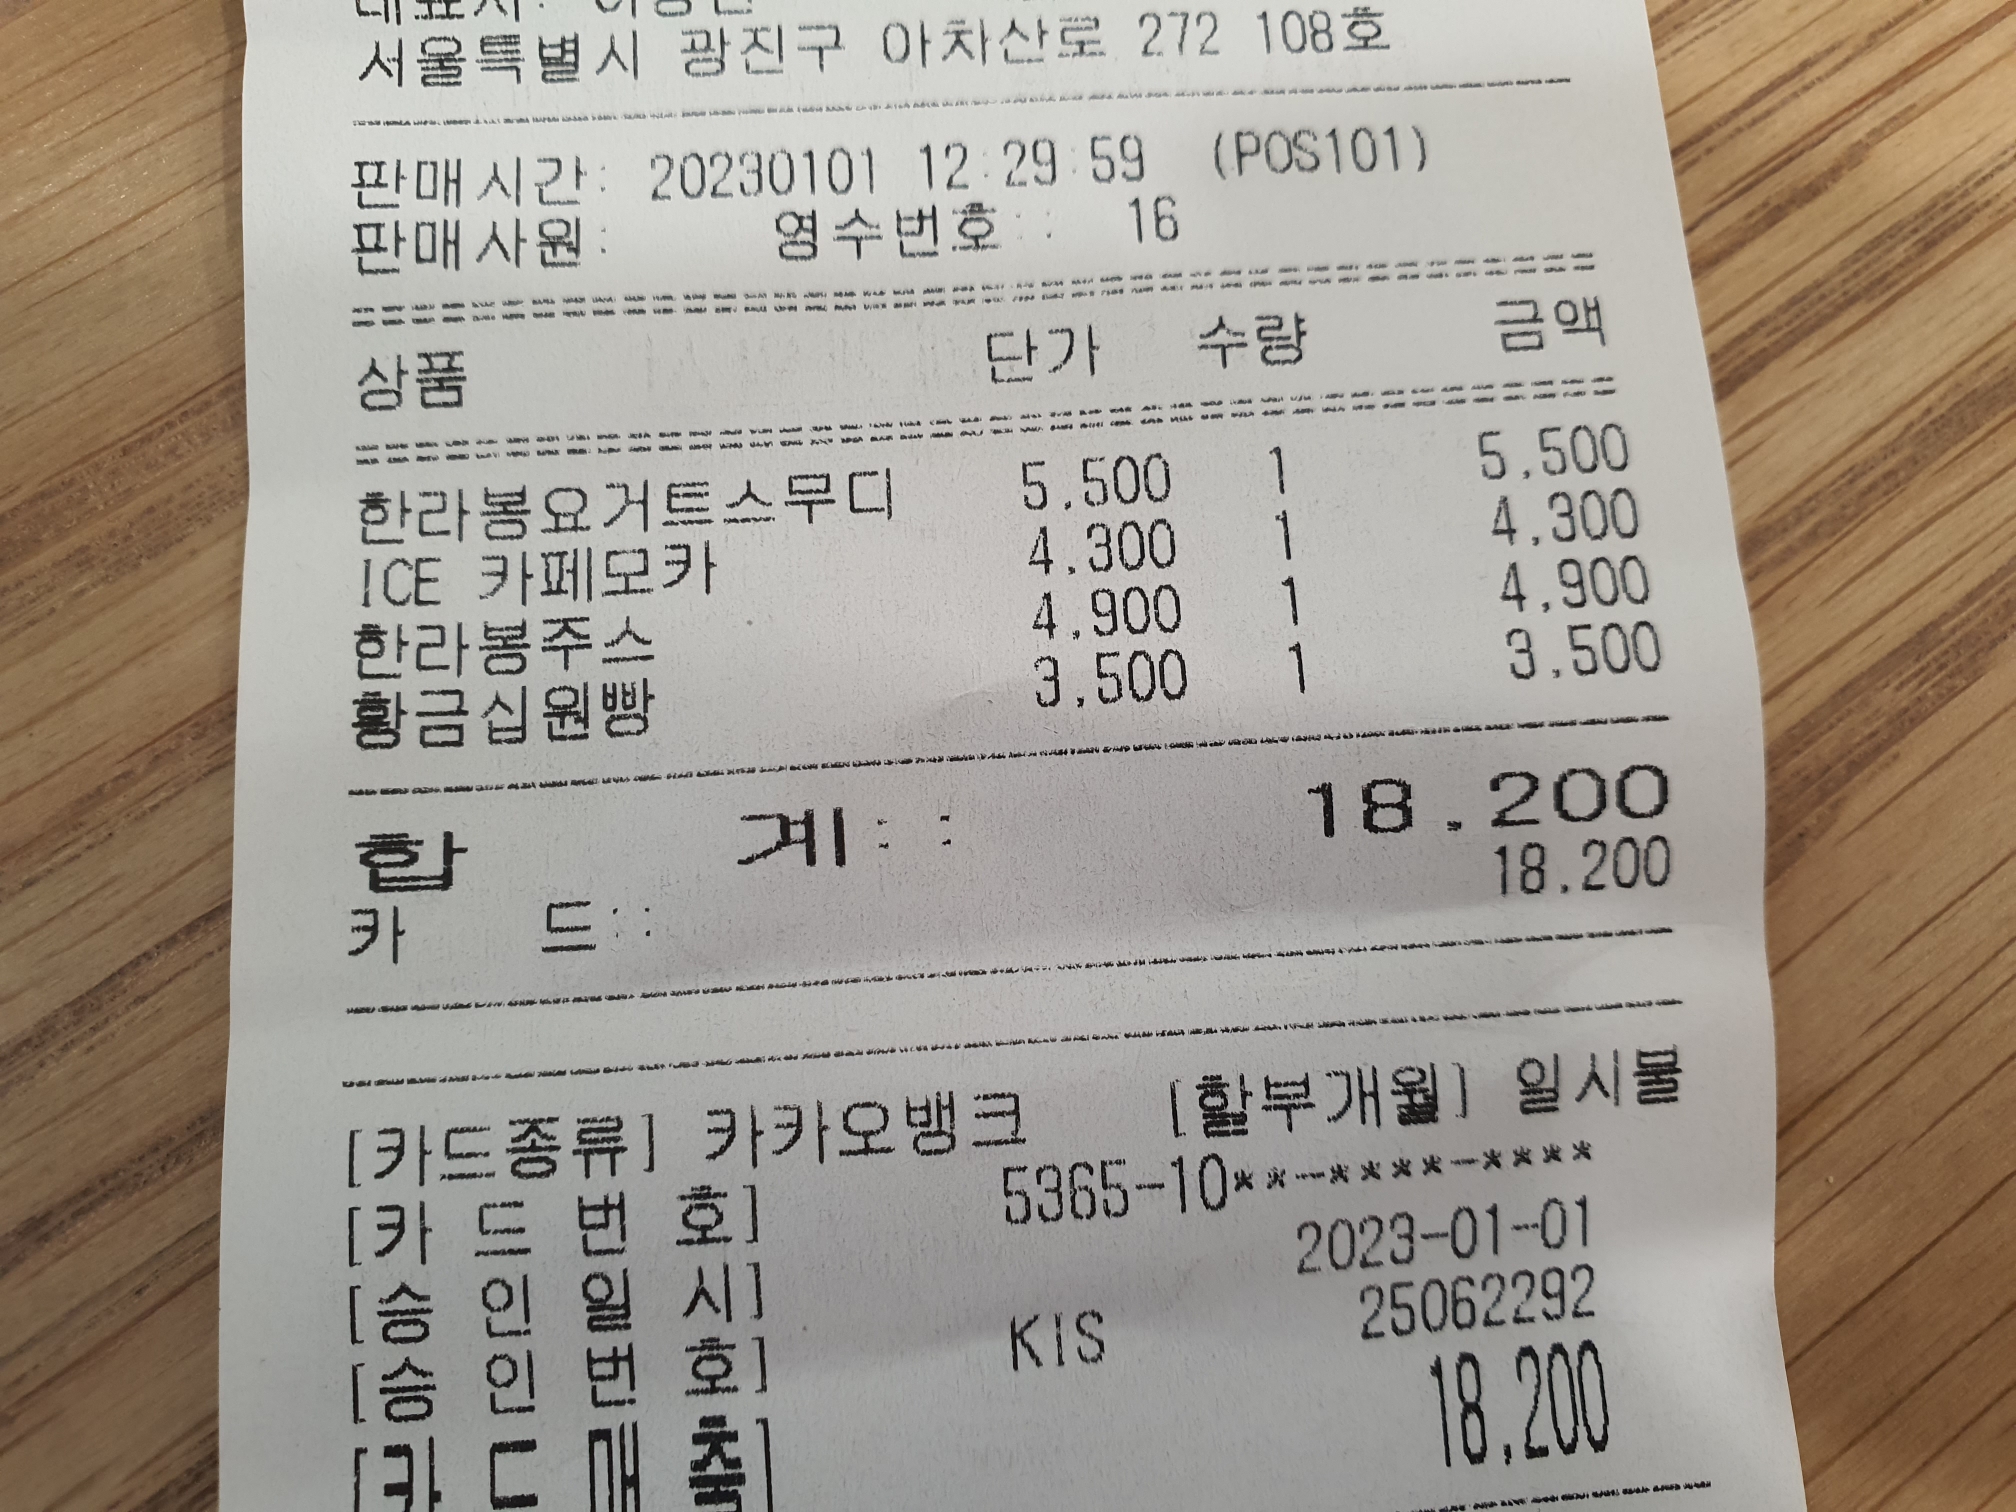 서울특별시 광진구 아차산로 272 108호
판매시간: 20230101 12:29:59 (POS101)
판매사원: 영수번호:: 16
상품 단가 수량 금액
한라봉요거트스무디 5,500 1 5,500
ICE 카페모카 4,300 1 4,300
한라봉주스 4,900 1 4,900
황금십원빵 3,500 1 3,500
합 계:: 18,200
카 드:: 18,200
[카드종류] 카카오뱅크 [할부개월] 일시불
[카 드 번 호] 5365-10**-****-****
[승 인 일 시] 2023-01-01
[승 인 번 호] KIS 25062292
[카 드 매 출] 18,200